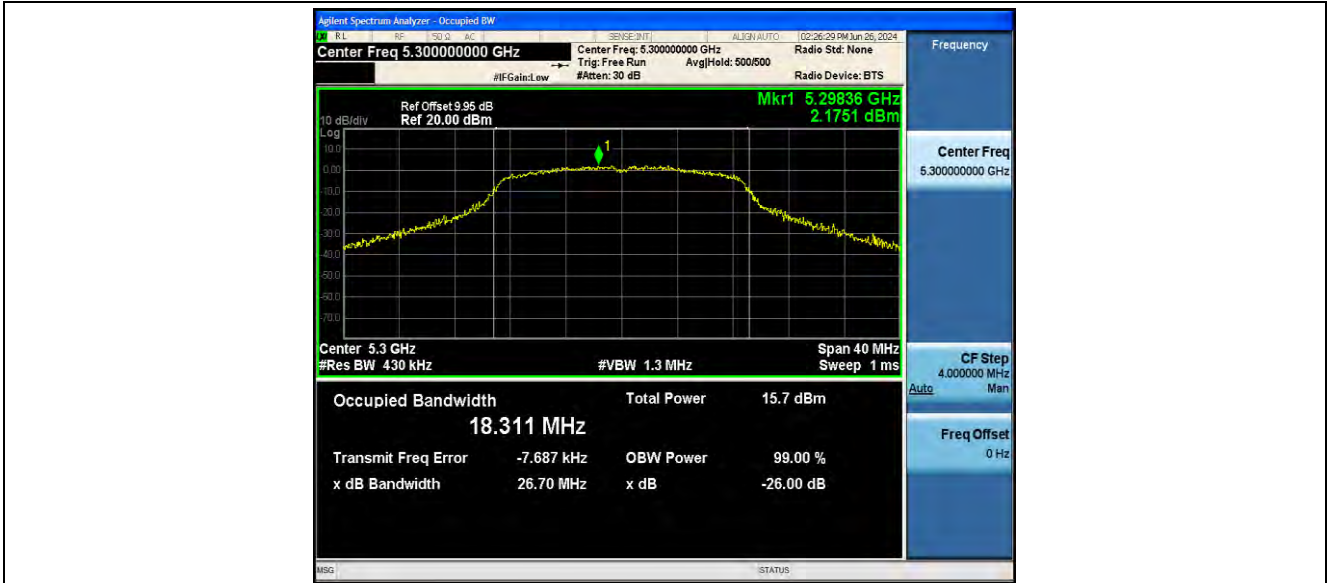 Agilent Spectrum Analyzer - Occupied BW
RL RF 50 Ω AC SENSE:INT ALIGN AUTO 02:26:29 PM Jun 26, 2024
Center Freq 5.300000000 GHz
Center Freq: 5.300000000 GHz Radio Std: None
Trig: Free Run Avg|Hold: 500/500
#IFGain:Low #Atten: 30 dB Radio Device: BTS
Frequency
Mkr1 5.29836 GHz
2.1751 dBm
Ref Offset 9.95 dB
10 dB/div Ref 20.00 dBm
Log
10.0
0.00
-10.0
-20.0
-30.0
-40.0
-50.0
-60.0
-70.0
1
Center 5.3 GHz Span 40 MHz
#Res BW 430 kHz #VBW 1.3 MHz Sweep 1 ms
Occupied Bandwidth Total Power 15.7 dBm
18.311 MHz
Transmit Freq Error -7.687 kHz OBW Power 99.00 %
x dB Bandwidth 26.70 MHz x dB -26.00 dB
Center Freq
5.300000000 GHz
CF Step
4.000000 MHz
Auto Man
Freq Offset
0 Hz
MSG STATUS